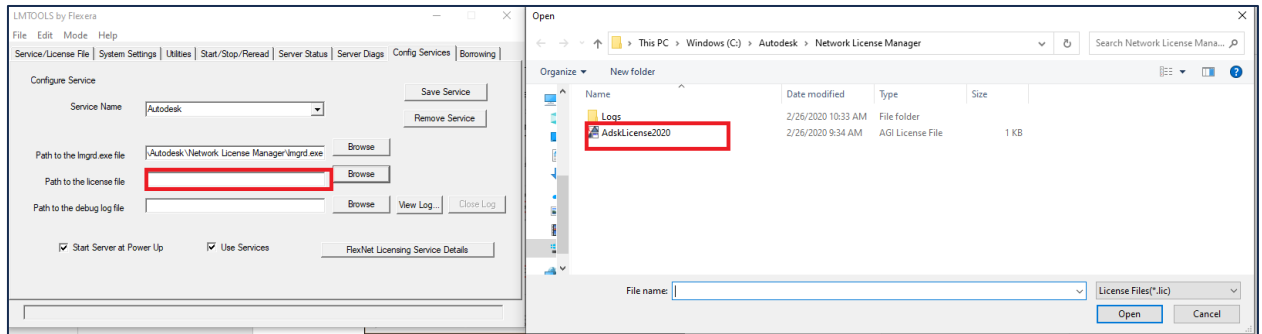 LMTOOLS by Flexera
File Edit Mode Help
Service/License File System Settings Utilities Start/Stop/Reread Server Status Server Diags Config Services Borrowing
Configure Service
Save Service
Service Name Autodesk
Remove Service
Path to the lmgrd.exe file \Autodesk\Network License Manager\lmgrd.exe Browse
Path to the license file Browse
Path to the debug log file Browse View Log... Close Log
Start Server at Power Up Use Services FlexNet Licensing Service Details
Open
This PC > Windows (C:) > Autodesk > Network License Manager Search Network License Mana...
Organize New folder
Name Date modified Type Size
Logs 2/26/2020 10:33 AM File folder
AdskLicense2020 2/26/2020 9:34 AM AGI License File 1 KB
File name: License Files(*.lic)
Open Cancel